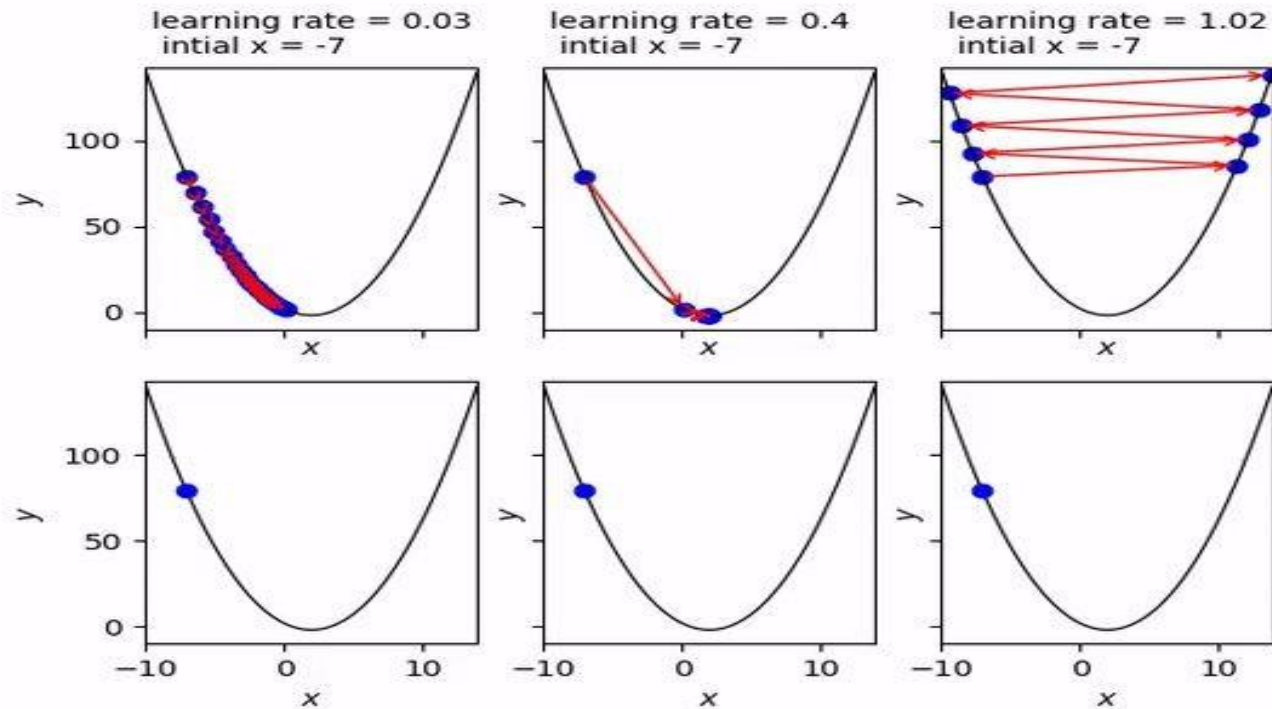 learning rate = 0.03
intial x = -7
learning rate = 0.4
intial x = -7
learning rate = 1.02
intial x = -7
y
100
50
0
x
y
x
y
x
y
100
50
0
-10
0
10
x
y
-10
0
10
x
y
-10
0
10
x